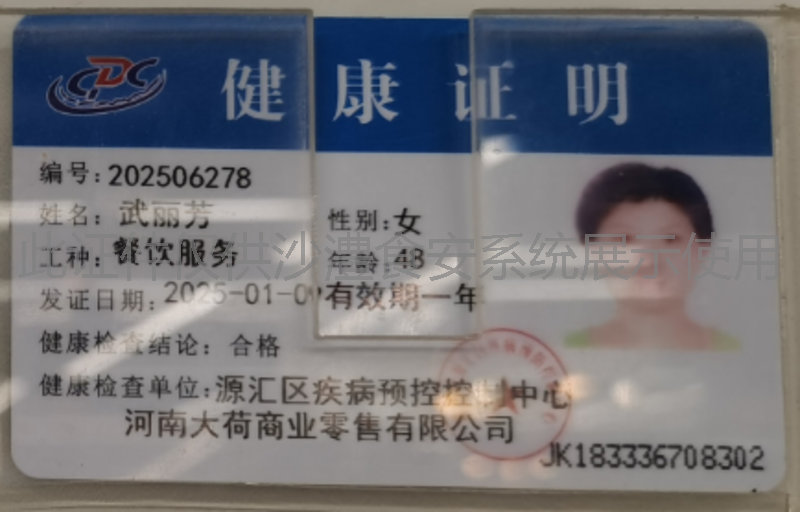 CDC
健康证明
编号:202506278
姓名:武丽芳 性别:女
工种:餐饮服务 年龄 48
发证日期:2025-01-0 有效期一年
健康检查结论:合格
健康检查单位:源汇区疾病预控控制中心
河南大荷商业零售有限公司
JK183336708302
此证件仅供沙澧食安系统展示使用